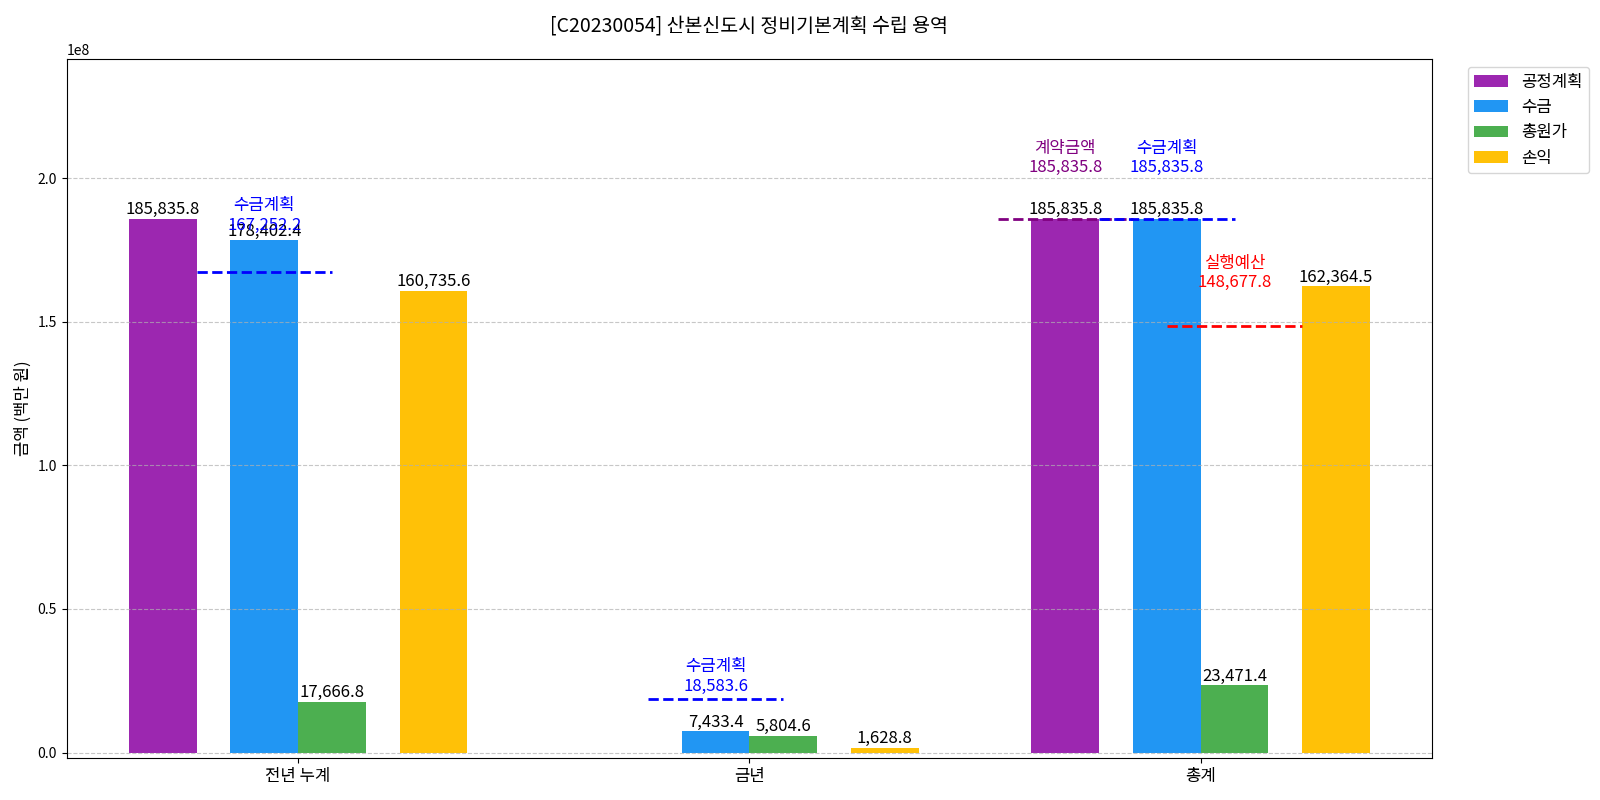 [C20230054] 산본신도시 정비기본계획 수립 용역
1e8
공정계획
수금
총원가
손익
계약금액
185,835.8
수금계획
185,835.8
2.0
185,835.8
수금계획
167,252.2
178,402.4
185,835.8
185,835.8
실행예산
148,677.8
160,735.6
162,364.5
1.5
금액 (백만 원)
1.0
0.5
수금계획
18,583.6
17,666.8
7,433.4
5,804.6
1,628.8
23,471.4
0.0
전년 누계
금년
총계